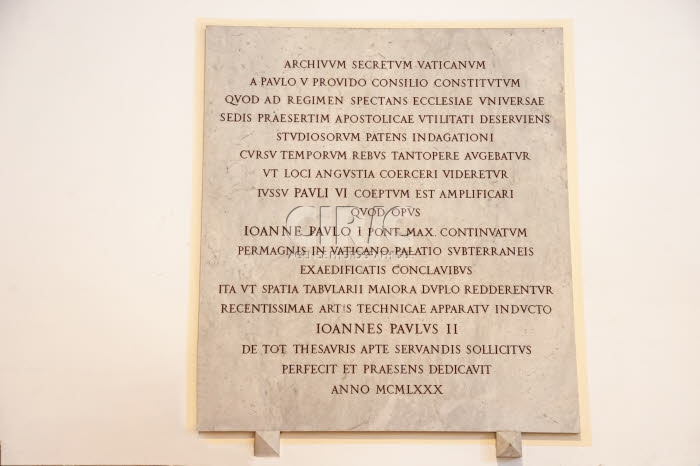 ARCHIVVM SECRETVM VATICANVM
A PAVLO V PROVIDO CONSILIO CONSTITVTVM
QVOD AD REGIMEN SPECTANS ECCLESIAE VNIVERSAE
SEDIS PRAESERTIM APOSTOLICAE VTILITATI DESERVIENS
STVDIOSORVM PATENS INDAGATIONI
CVRSV TEMPORVM REBVS TANTOPERE AVGEBATVR
VT LOCI ANGVSTIA COERCERI VIDERETVR
IVSSV PAVLI VI COEPTVM EST AMPLIFICARI
QVOD OPVS
IOANNE PAVLO I PONT. MAX. CONTINVATVM
PERMAGNIS IN VATICANO PALATIO SVBTERRANEIS
EXAEDIFICATIS CONCLAVIBVS
ITA VT SPATIA TABVLARII MAIORA DVPLO REDDERENTVR
RECENTISSIMAE ARTIS TECHNICAE APPARATV INDVCTO
IOANNES PAVLVS II
DE TOT THESAVRIS APTE SERVANDIS SOLLICITVS
PERFECIT ET PRAESENS DEDICAVIT
ANNO MCMLXXX